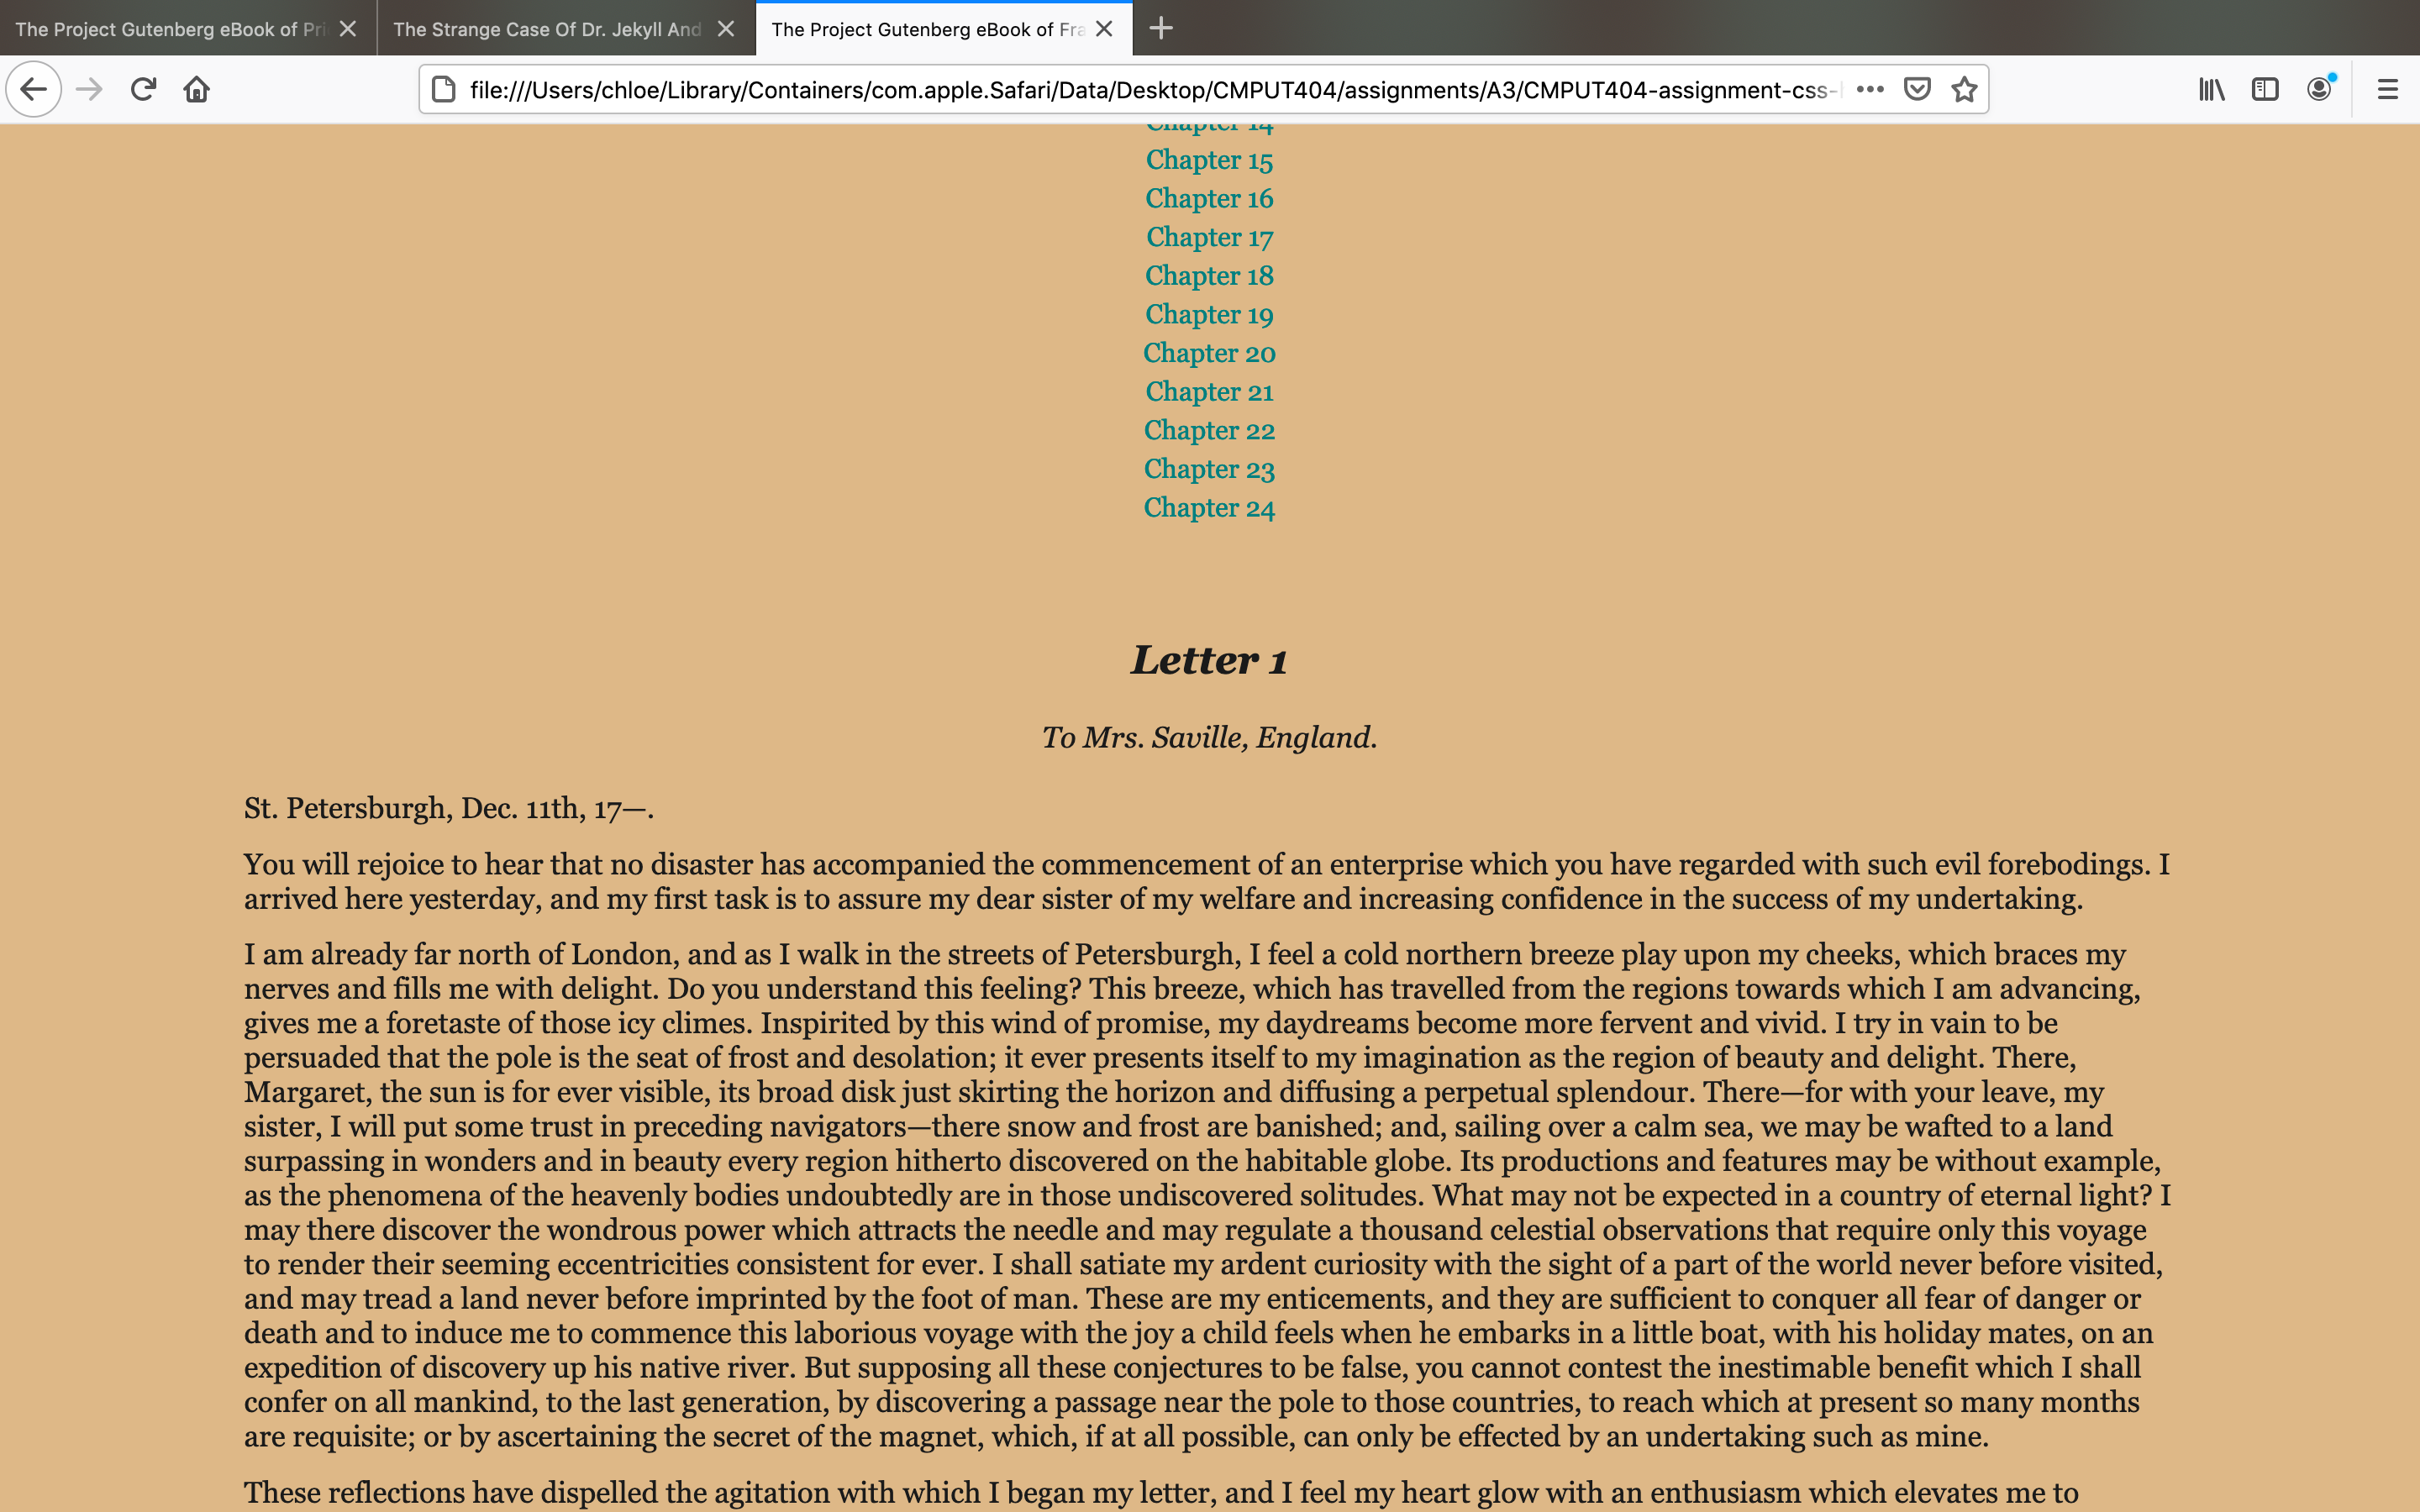 The Project Gutenberg eBook of Pri
The Strange Case Of Dr. Jekyll And
The Project Gutenberg eBook of Fra
file:///Users/chloe/Library/Containers/com.apple.Safari/Data/Desktop/CMPUT404/assignments/A3/CMPUT404-assignment-css-
Chapter 14
Chapter 15
Chapter 16
Chapter 17
Chapter 18
Chapter 19
Chapter 20
Chapter 21
Chapter 22
Chapter 23
Chapter 24
Letter 1
To Mrs. Saville, England.
St. Petersburgh, Dec. 11th, 17—.
You will rejoice to hear that no disaster has accompanied the commencement of an enterprise which you have regarded with such evil forebodings. I
arrived here yesterday, and my first task is to assure my dear sister of my welfare and increasing confidence in the success of my undertaking.
I am already far north of London, and as I walk in the streets of Petersburgh, I feel a cold northern breeze play upon my cheeks, which braces my
nerves and fills me with delight. Do you understand this feeling? This breeze, which has travelled from the regions towards which I am advancing,
gives me a foretaste of those icy climes. Inspirited by this wind of promise, my daydreams become more fervent and vivid. I try in vain to be
persuaded that the pole is the seat of frost and desolation; it ever presents itself to my imagination as the region of beauty and delight. There,
Margaret, the sun is for ever visible, its broad disk just skirting the horizon and diffusing a perpetual splendour. There—for with your leave, my
sister, I will put some trust in preceding navigators—there snow and frost are banished; and, sailing over a calm sea, we may be wafted to a land
surpassing in wonders and in beauty every region hitherto discovered on the habitable globe. Its productions and features may be without example,
as the phenomena of the heavenly bodies undoubtedly are in those undiscovered solitudes. What may not be expected in a country of eternal light? I
may there discover the wondrous power which attracts the needle and may regulate a thousand celestial observations that require only this voyage
to render their seeming eccentricities consistent for ever. I shall satiate my ardent curiosity with the sight of a part of the world never before visited,
and may tread a land never before imprinted by the foot of man. These are my enticements, and they are sufficient to conquer all fear of danger or
death and to induce me to commence this laborious voyage with the joy a child feels when he embarks in a little boat, with his holiday mates, on an
expedition of discovery up his native river. But supposing all these conjectures to be false, you cannot contest the inestimable benefit which I shall
confer on all mankind, to the last generation, by discovering a passage near the pole to those countries, to reach which at present so many months
are requisite; or by ascertaining the secret of the magnet, which, if at all possible, can only be effected by an undertaking such as mine.
These reflections have dispelled the agitation with which I began my letter, and I feel my heart glow with an enthusiasm which elevates me to